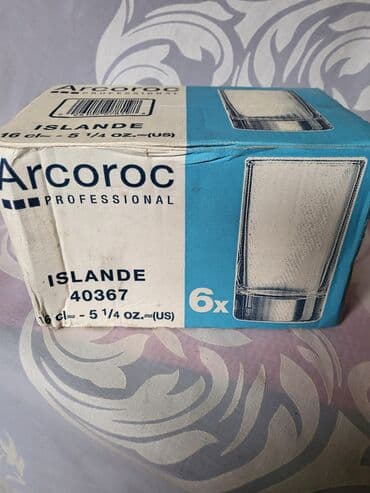 Arcoroc
PROFESSIONAL
ISLANDE
16 cl≃ - 5 1/4 oz.≃(US)
Arcoroc
PROFESSIONAL
ISLANDE
40367
6x
16 cl≃ - 5 1/4 oz.≃(US)